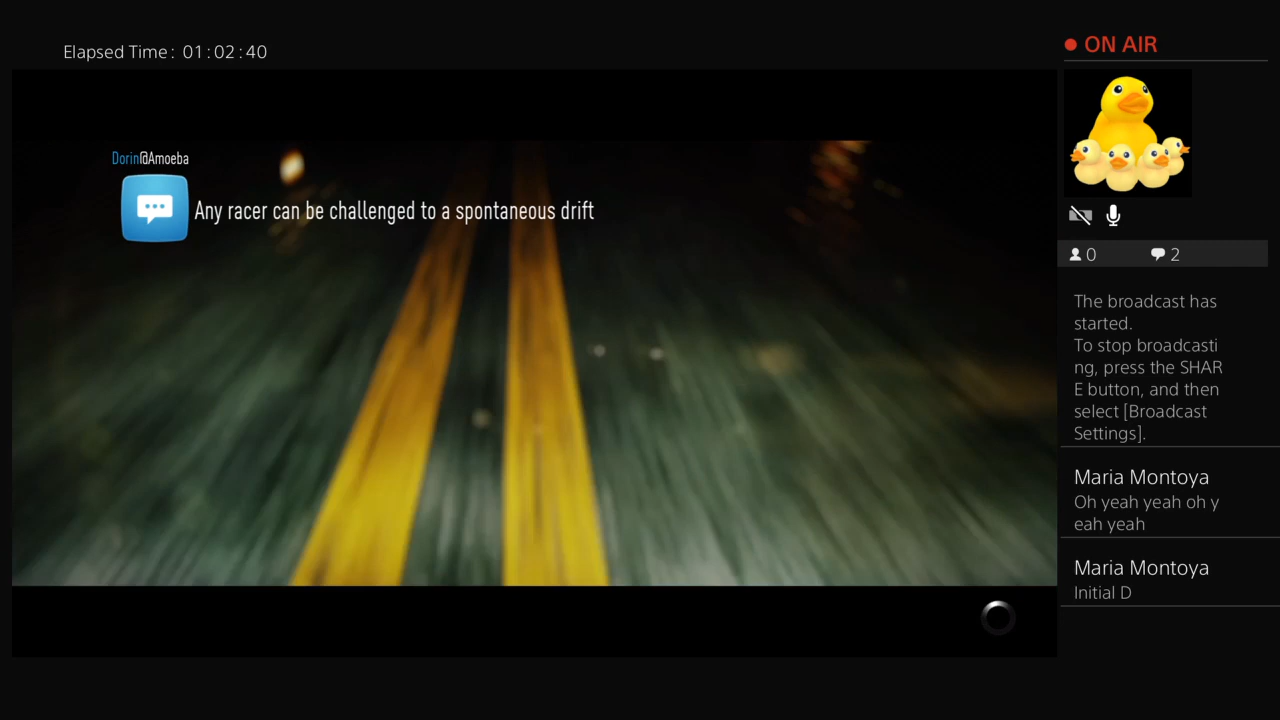 Elapsed Time: 01:02:40
ON AIR
Dorin@Amoeba
Any racer can be challenged to a spontaneous drift
0
2
The broadcast has
started.
To stop broadcasti
ng, press the SHAR
E button, and then
select [Broadcast
Settings].
Maria Montoya
Oh yeah yeah oh y
eah yeah
Maria Montoya
Initial D